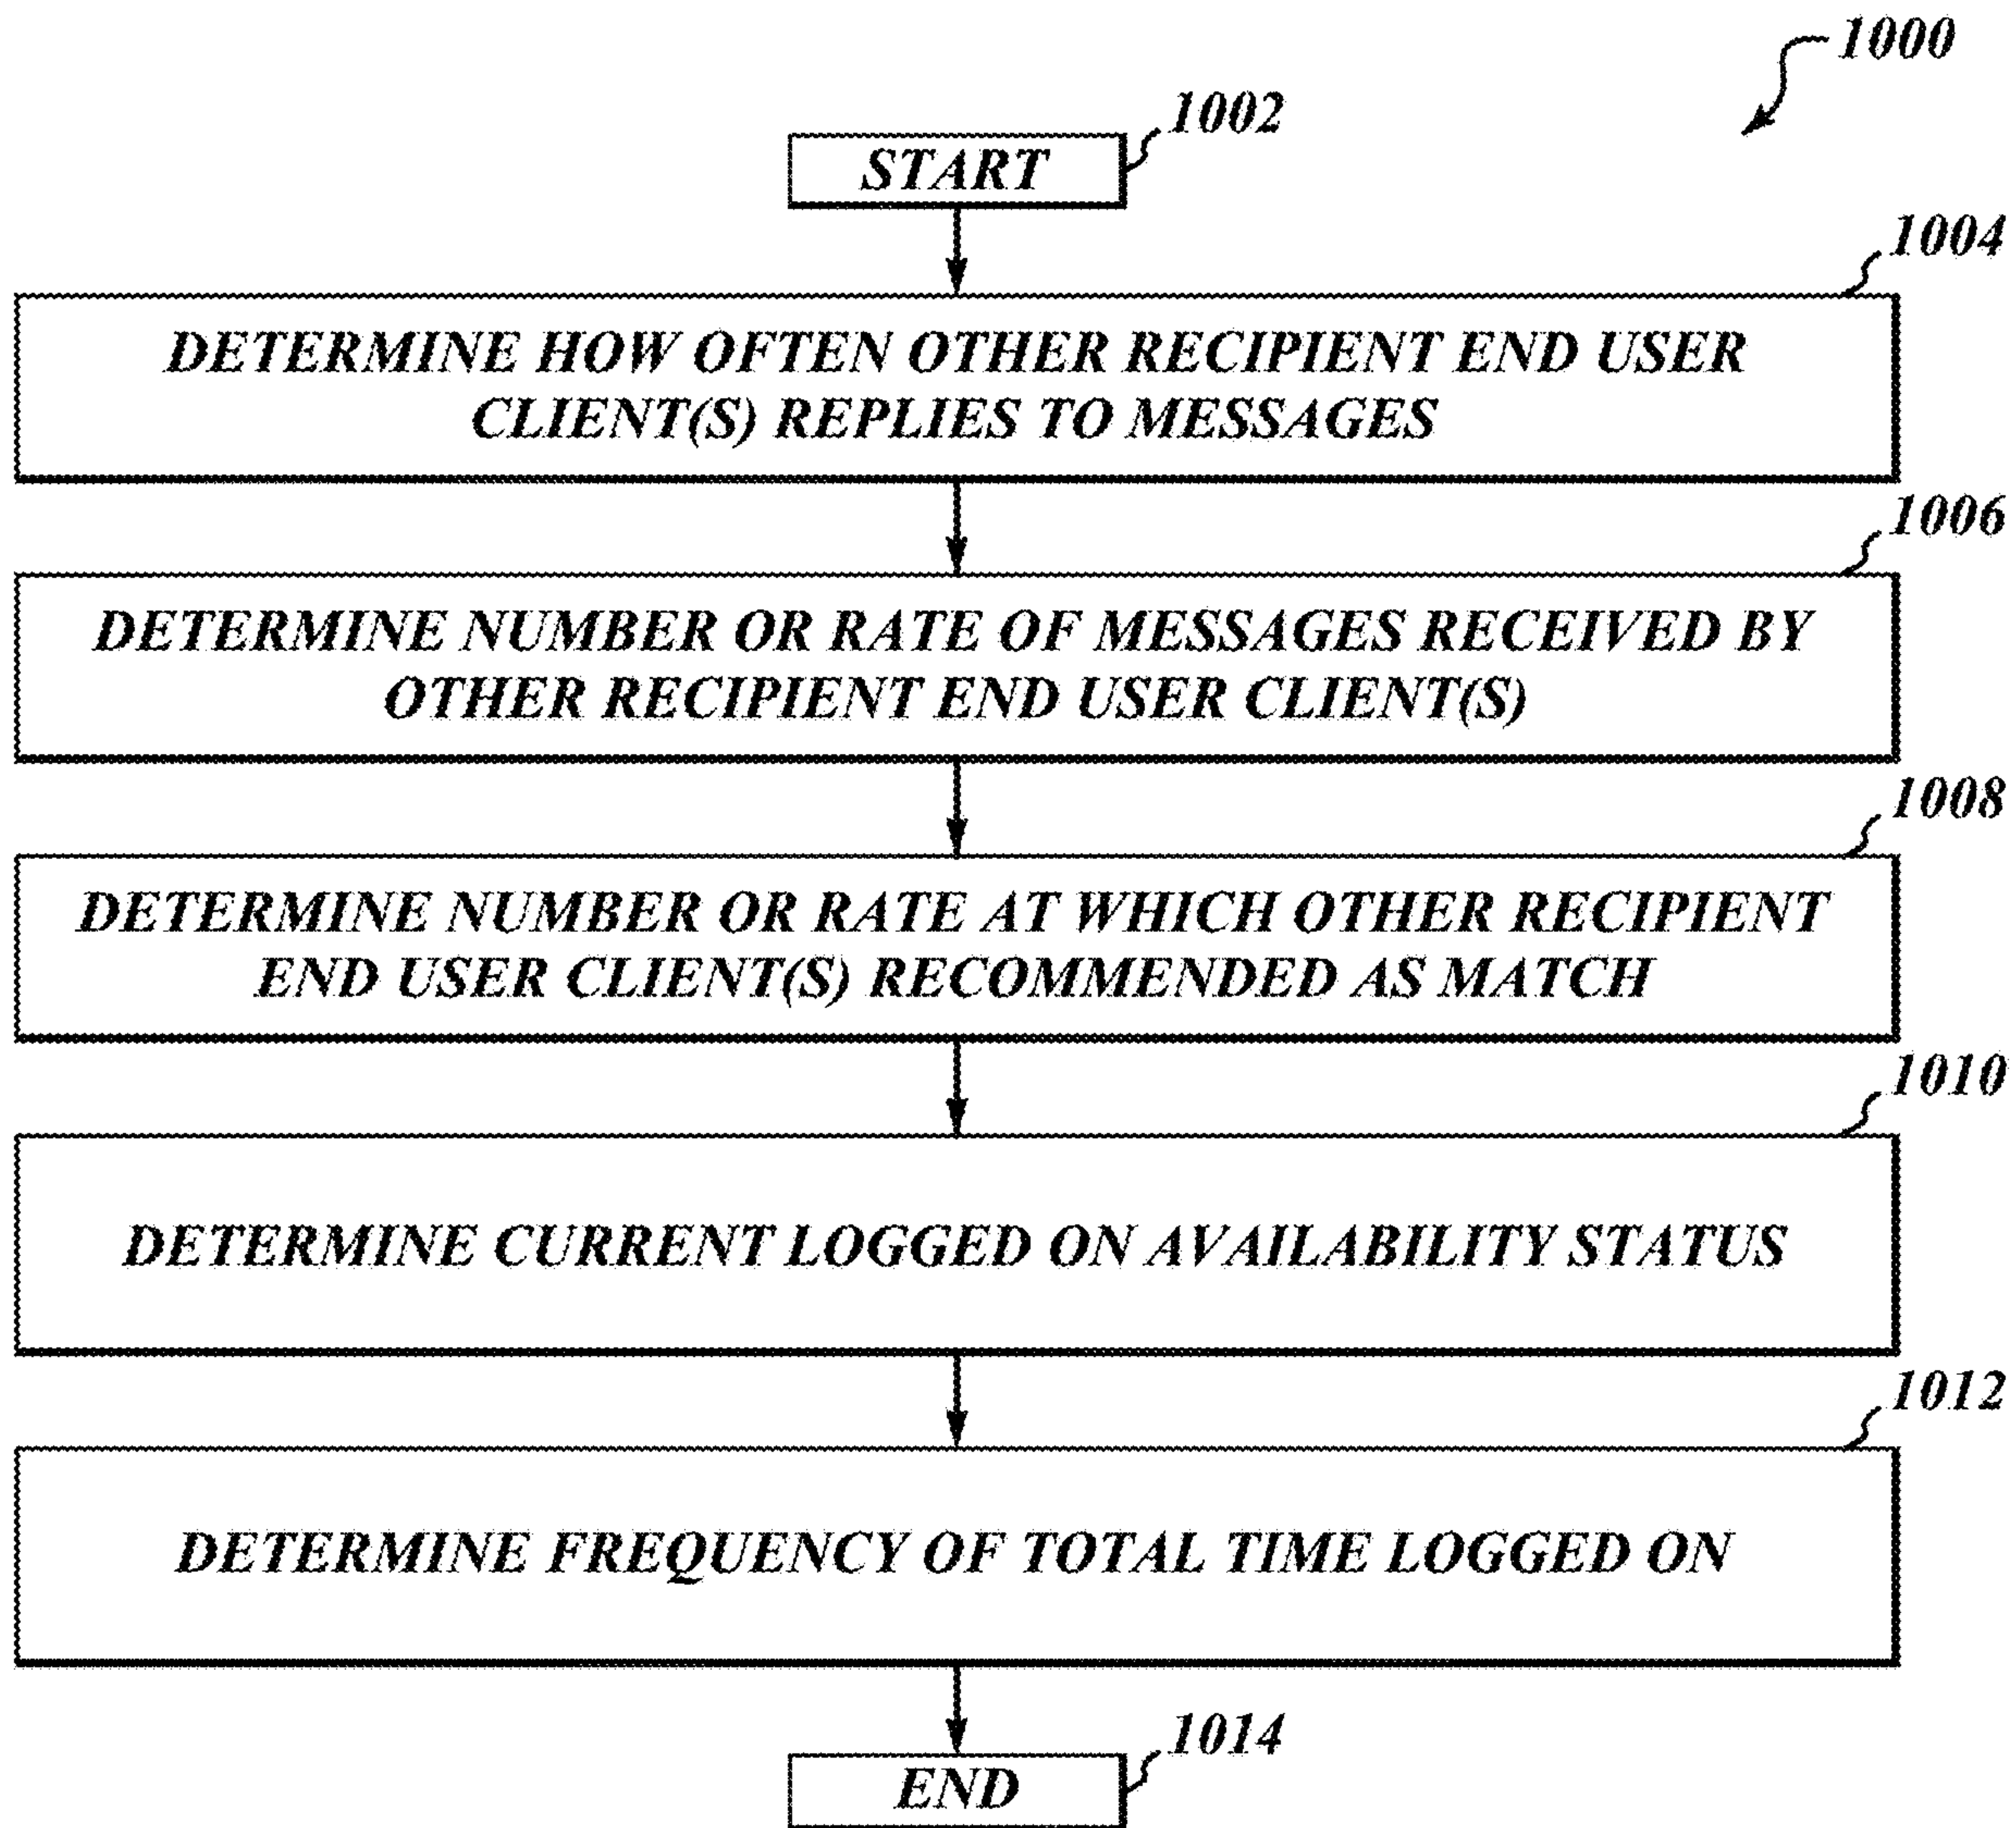 1000
1002
START
1004
DETERMINE HOW OFTEN OTHER RECIPIENT END USER
CLIENT(S) REPLIES TO MESSAGES
1006
DETERMINE NUMBER OR RATE OF MESSAGES RECEIVED BY
OTHER RECIPIENT END USER CLIENT(S)
1008
DETERMINE NUMBER OR RATE AT WHICH OTHER RECIPIENT
END USER CLIENT(S) RECOMMENDED AS MATCH
1010
DETERMINE CURRENT LOGGED ON AVAILABILITY STATUS
1012
DETERMINE FREQUENCY OF TOTAL TIME LOGGED ON
1014
END